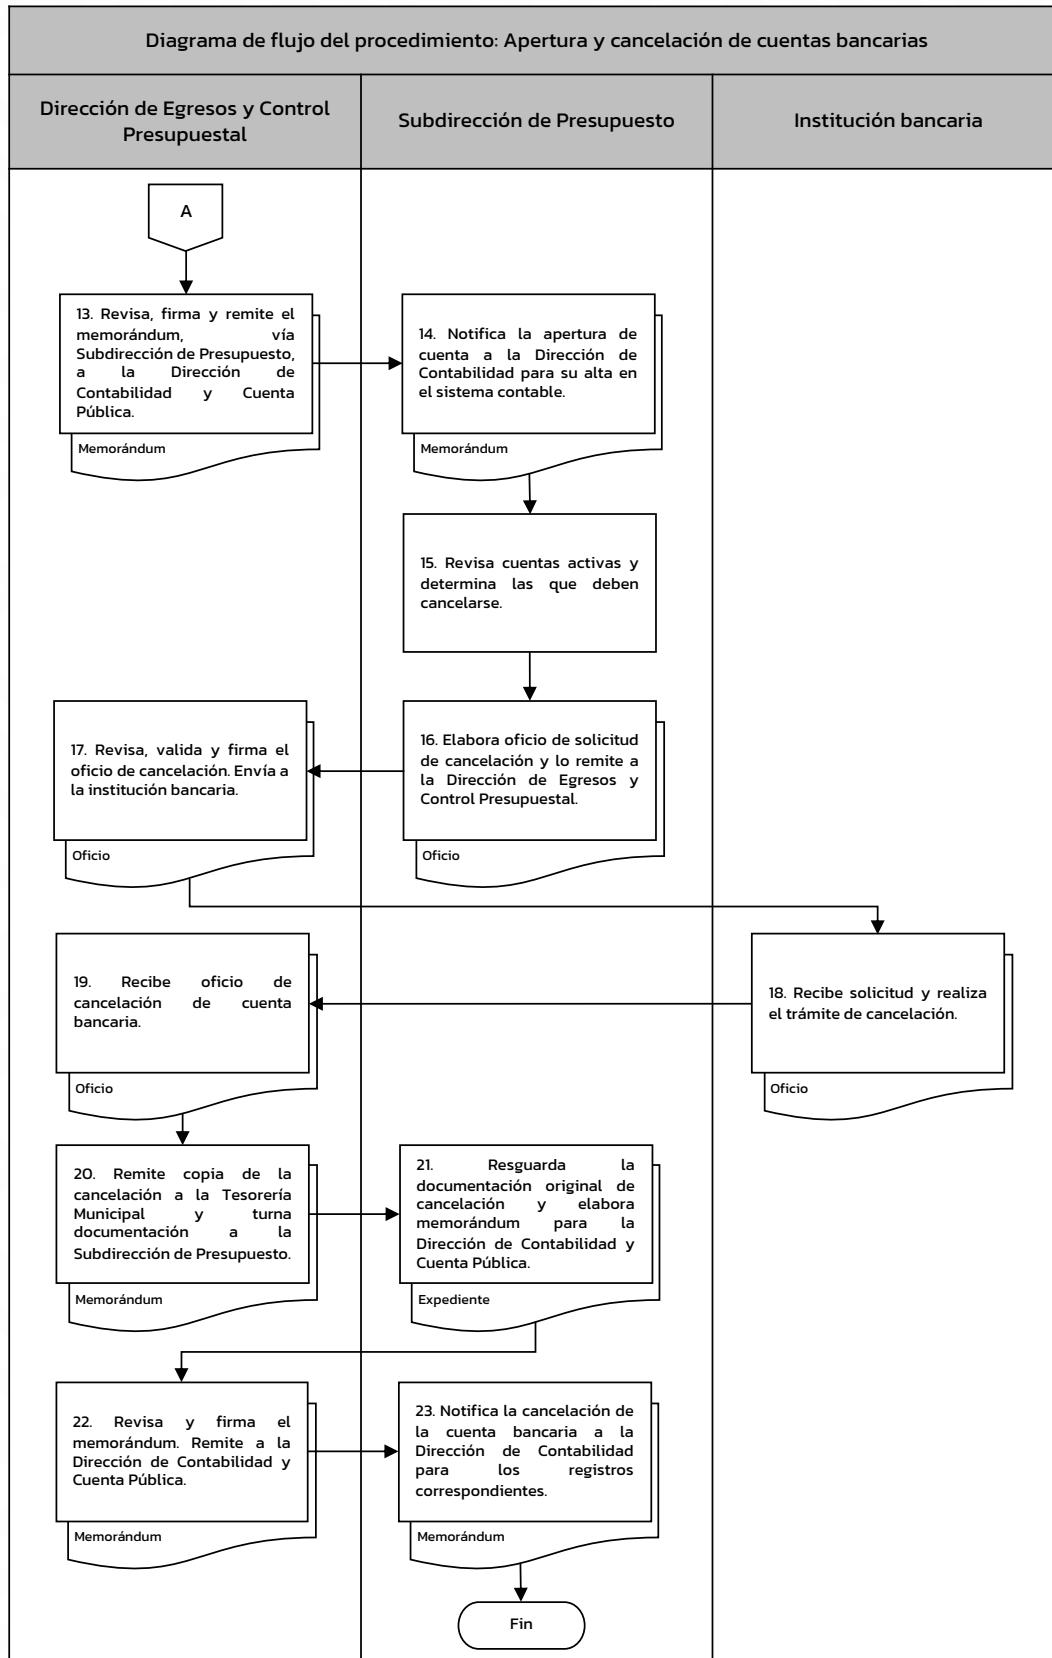 Diagrama de flujo del procedimiento: Apertura y cancelación de cuentas bancarias
Dirección de Egresos y Control
Presupuestal
Subdirección de Presupuesto
Institución bancaria
A
13. Revisa, firma y remite el
memorándum, vía
Subdirección de Presupuesto,
a la Dirección de
Contabilidad y Cuenta
Pública.
Memorándum
14. Notifica la apertura de
cuenta a la Dirección de
Contabilidad para su alta en
el sistema contable.
Memorándum
15. Revisa cuentas activas y
determina las que deben
cancelarse.
16. Elabora oficio de solicitud
de cancelación y lo remite a
la Dirección de Egresos y
Control Presupuestal.
Oficio
17. Revisa, valida y firma el
oficio de cancelación. Envía a
la institución bancaria.
Oficio
18. Recibe solicitud y realiza
el trámite de cancelación.
Oficio
19. Recibe oficio de
cancelación de cuenta
bancaria.
Oficio
20. Remite copia de la
cancelación a la Tesorería
Municipal y turna
documentación a la
Subdirección de Presupuesto.
Memorándum
21. Resguarda la
documentación original de
cancelación y elabora
memorándum para la
Dirección de Contabilidad y
Cuenta Pública.
Expediente
22. Revisa y firma el
memorándum. Remite a la
Dirección de Contabilidad y
Cuenta Pública.
Memorándum
23. Notifica la cancelación de
la cuenta bancaria a la
Dirección de Contabilidad
para los registros
correspondientes.
Memorándum
Fin